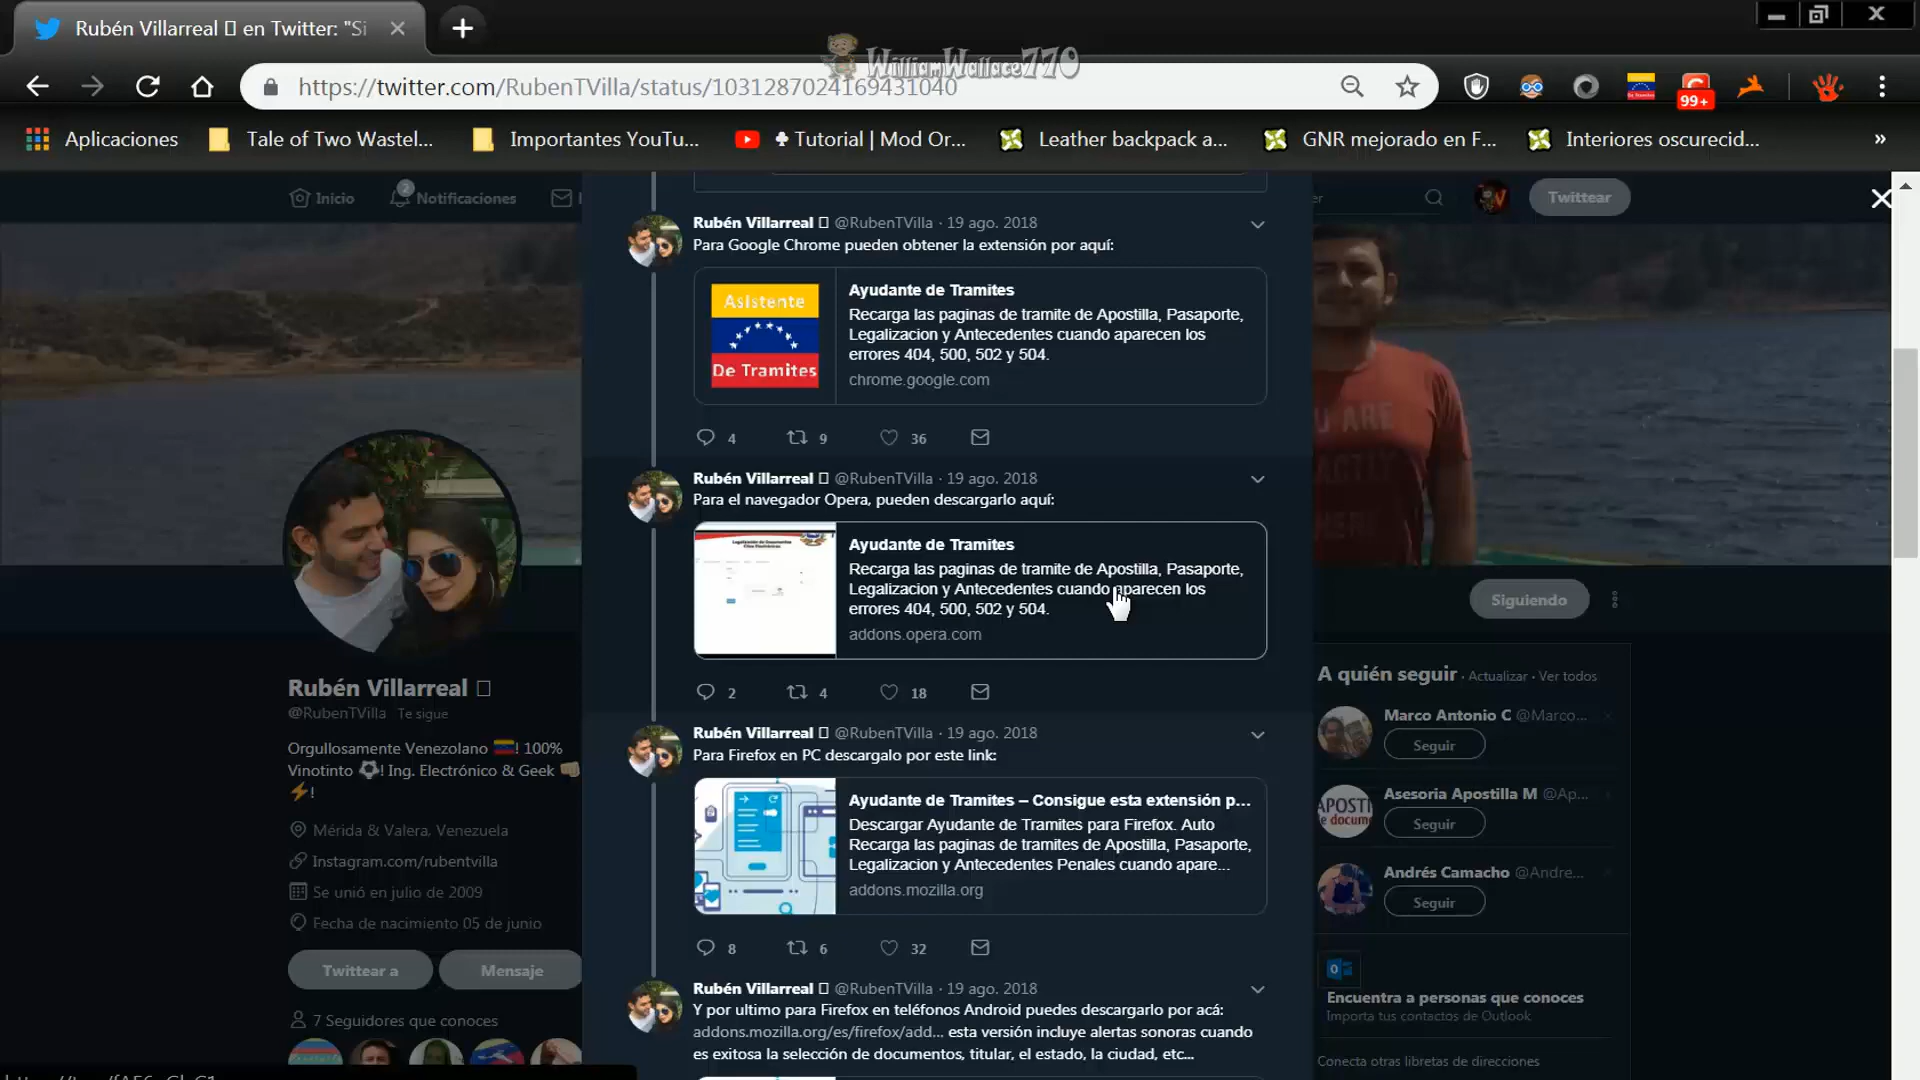 Rubén Villarreal en Twitter: "Si
WilliamWallace770
https://twitter.com/RubenTVilla/status/1031287024169431040
99+
Aplicaciones
Tale of Two Wastel...
Importantes YouTu...
♣ Tutorial | Mod Or...
Leather backpack a...
GNR mejorado en F...
Interiores oscurecid...
»
Inicio
2
Notificaciones
Twittear
Rubén Villarreal @RubenTVilla · 19 ago. 2018
Para Google Chrome pueden obtener la extensión por aquí:
Asistente
De Tramites
Ayudante de Tramites
Recarga las paginas de tramite de Apostilla, Pasaporte,
Legalizacion y Antecedentes cuando aparecen los
errores 404, 500, 502 y 504.
chrome.google.com
4 9 36
Rubén Villarreal @RubenTVilla · 19 ago. 2018
Para el navegador Opera, pueden descargarlo aquí:
Ayudante de Tramites
Recarga las paginas de tramite de Apostilla, Pasaporte,
Legalizacion y Antecedentes cuando aparecen los
errores 404, 500, 502 y 504.
addons.opera.com
2 4 18
Rubén Villarreal @RubenTVilla · 19 ago. 2018
Para Firefox en PC descargalo por este link:
Ayudante de Tramites – Consigue esta extensión p...
Descargar Ayudante de Tramites para Firefox. Auto
Recarga las paginas de tramites de Apostilla, Pasaporte,
Legalizacion y Antecedentes Penales cuando apare...
addons.mozilla.org
8 6 32
Rubén Villarreal @RubenTVilla · 19 ago. 2018
Y por ultimo para Firefox en teléfonos Android puedes descargarlo por acá:
addons.mozilla.org/es/firefox/add... esta versión incluye alertas sonoras cuando
es exitosa la selección de documentos, titular, el estado, la ciudad, etc...
Rubén Villarreal
@RubenTVilla Te sigue
Orgullosamente Venezolano 🇻🇪! 100%
Vinotinto ⚽! Ing. Electrónico & Geek 👊
⚡!
Mérida & Valera, Venezuela
Instagram.com/rubentvilla
Se unió en julio de 2009
Fecha de nacimiento 05 de junio
Twittear a
Mensaje
7 Seguidores que conoces
Siguiendo
A quién seguir · Actualizar · Ver todos
Marco Antonio C @Marco...
Seguir
Asesoria Apostilla M @Ap...
Seguir
Andrés Camacho @Andre...
Seguir
Encuentra a personas que conoces
Importa tus contactos de Outlook
Conecta otras libretas de direcciones